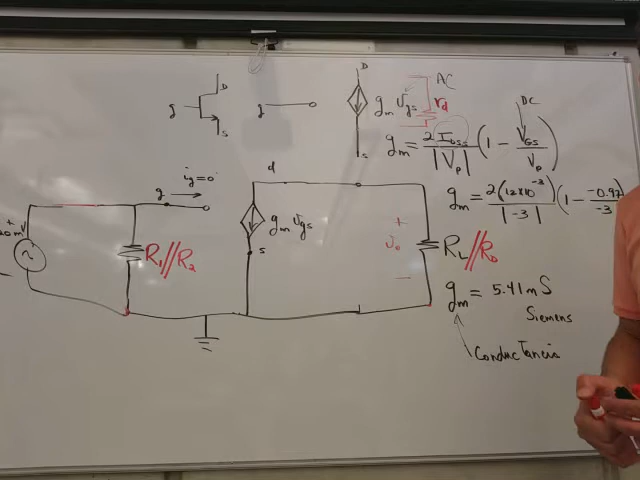 D
D
AC
g
g
gm Vgs
rd
DC
S
S
gm = 2 IDSS / |Vp| (1 - VGS / Vp)
gm = 2(12x10^-3) / |-3| (1 - -0.97 / -3
d
ig=0
g
+
gm Vgs
S
R1//R2
+
Vo
-
RL//RD
gm = 5.41 mS
Siemens
Conductancia